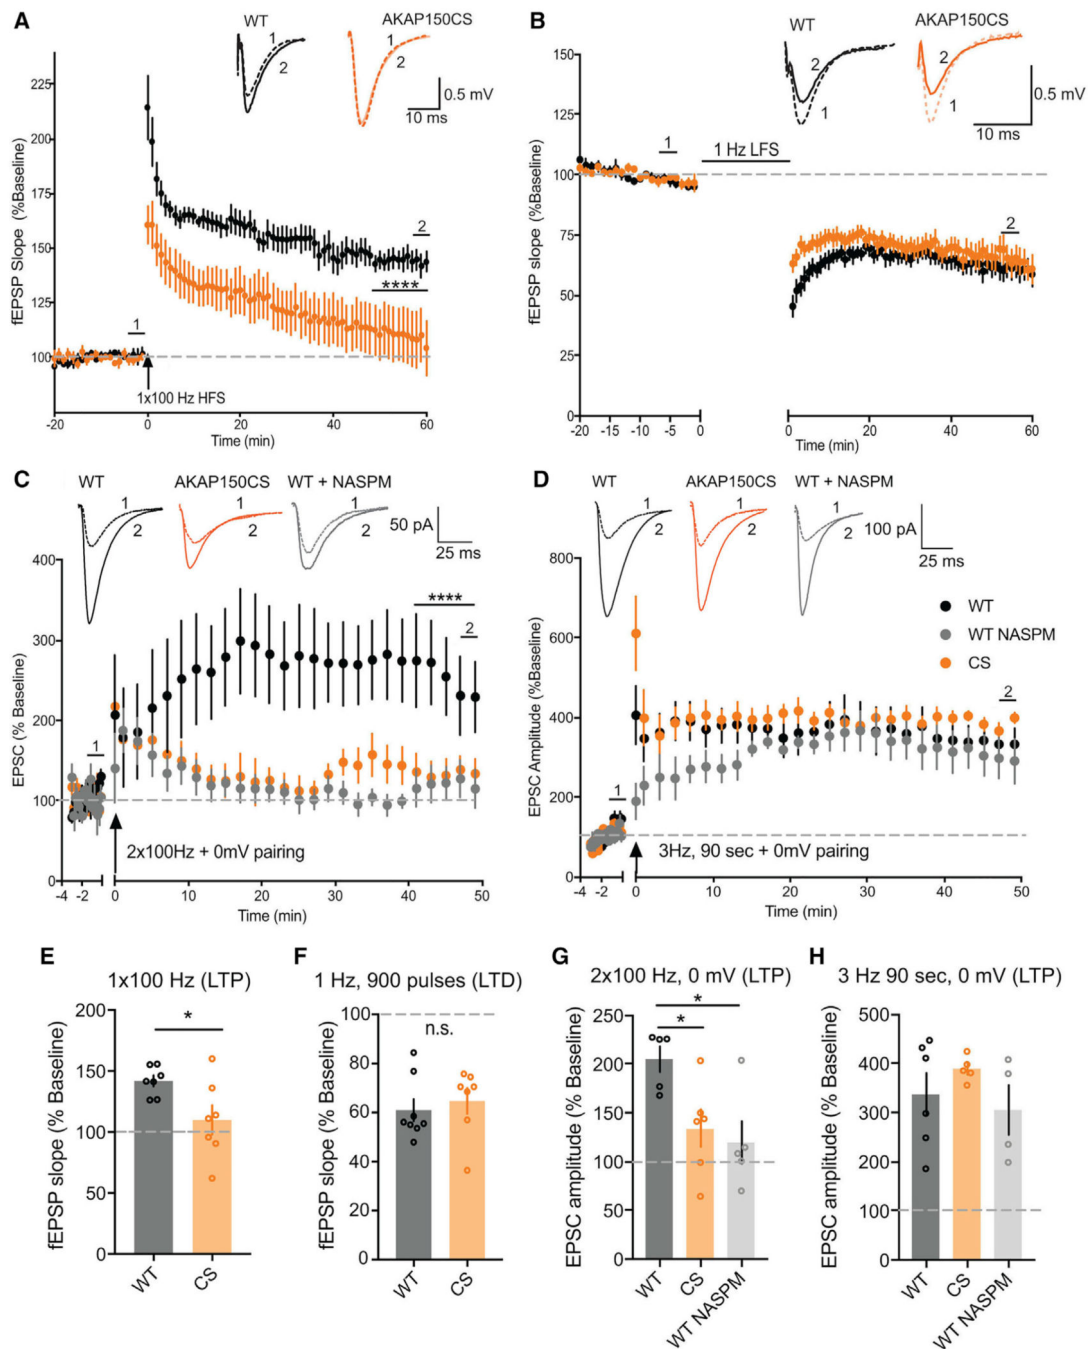 A
WT
AKAP150CS
1
2
1
2
0.5 mV
10 ms
fEPSP Slope (%Baseline)
225
200
175
150
125
100
1
2
****
1x100 Hz HFS
-20
0
20
40
60
Time (min)
B
WT
AKAP150CS
2
1
2
1
0.5 mV
10 ms
fEPSP slope (%Baseline)
150
125
100
75
50
25
0
1
1 Hz LFS
2
-20 -15 -10 -5 0
0 20 40 60
Time (min)
C
WT
AKAP150CS
WT + NASPM
1
2
1
2
1
2
50 pA
25 ms
EPSC (% Baseline)
400
300
200
100
0
1
****
2
2x100Hz + 0mV pairing
-4 -2 0 10 20 30 40 50
Time (min)
D
WT
AKAP150CS
WT + NASPM
1
2
1
2
1
2
100 pA
25 ms
EPSC Amplitude (%Baseline)
800
600
400
200
0
WT
WT NASPM
CS
1
2
3Hz, 90 sec + 0mV pairing
-4 -2 0 10 20 30 40 50
Time (min)
E
1x100 Hz (LTP)
fEPSP slope (% Baseline)
200
150
100
50
0
*
WT
CS
F
1 Hz, 900 pulses (LTD)
fEPSP slope (% Baseline)
100
80
60
40
20
0
n.s.
WT
CS
G
2x100 Hz, 0 mV (LTP)
EPSC amplitude (% Baseline)
250
200
150
100
50
0
*
*
WT
CS
WT NASPM
H
3 Hz 90 sec, 0 mV (LTP)
EPSC amplitude (% Baseline)
500
400
300
200
100
0
WT
CS
WT NASPM